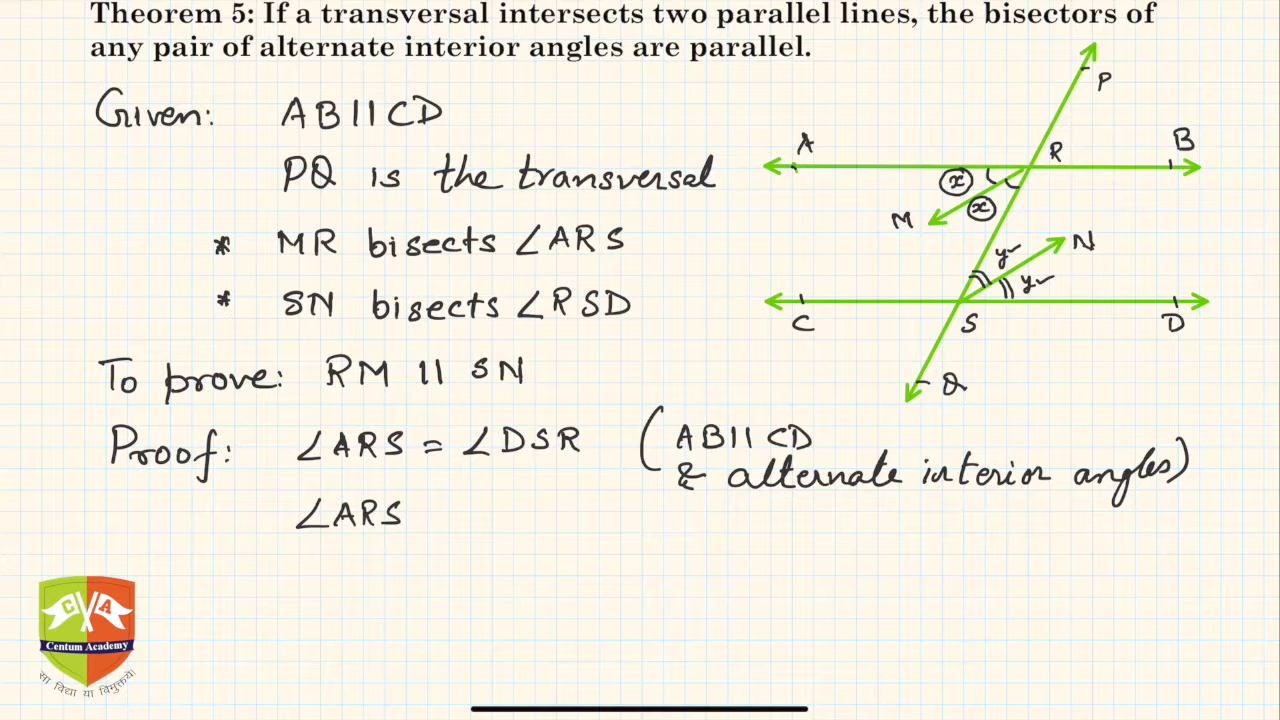 Theorem 5: If a transversal intersects two parallel lines, the bisectors of
any pair of alternate interior angles are parallel.
Given: AB || CD
PQ is the transversal
* MR bisects ∠ARS
* SN bisects ∠RSD
To prove: RM || SN
Proof: ∠ARS = ∠DSR (AB || CD
& alternate interior angles)
∠ARS
P
A
R
B
x
x
M
N
y
y
C
S
D
Q
C A
Centum Academy
सा विद्या या विमुक्तये।